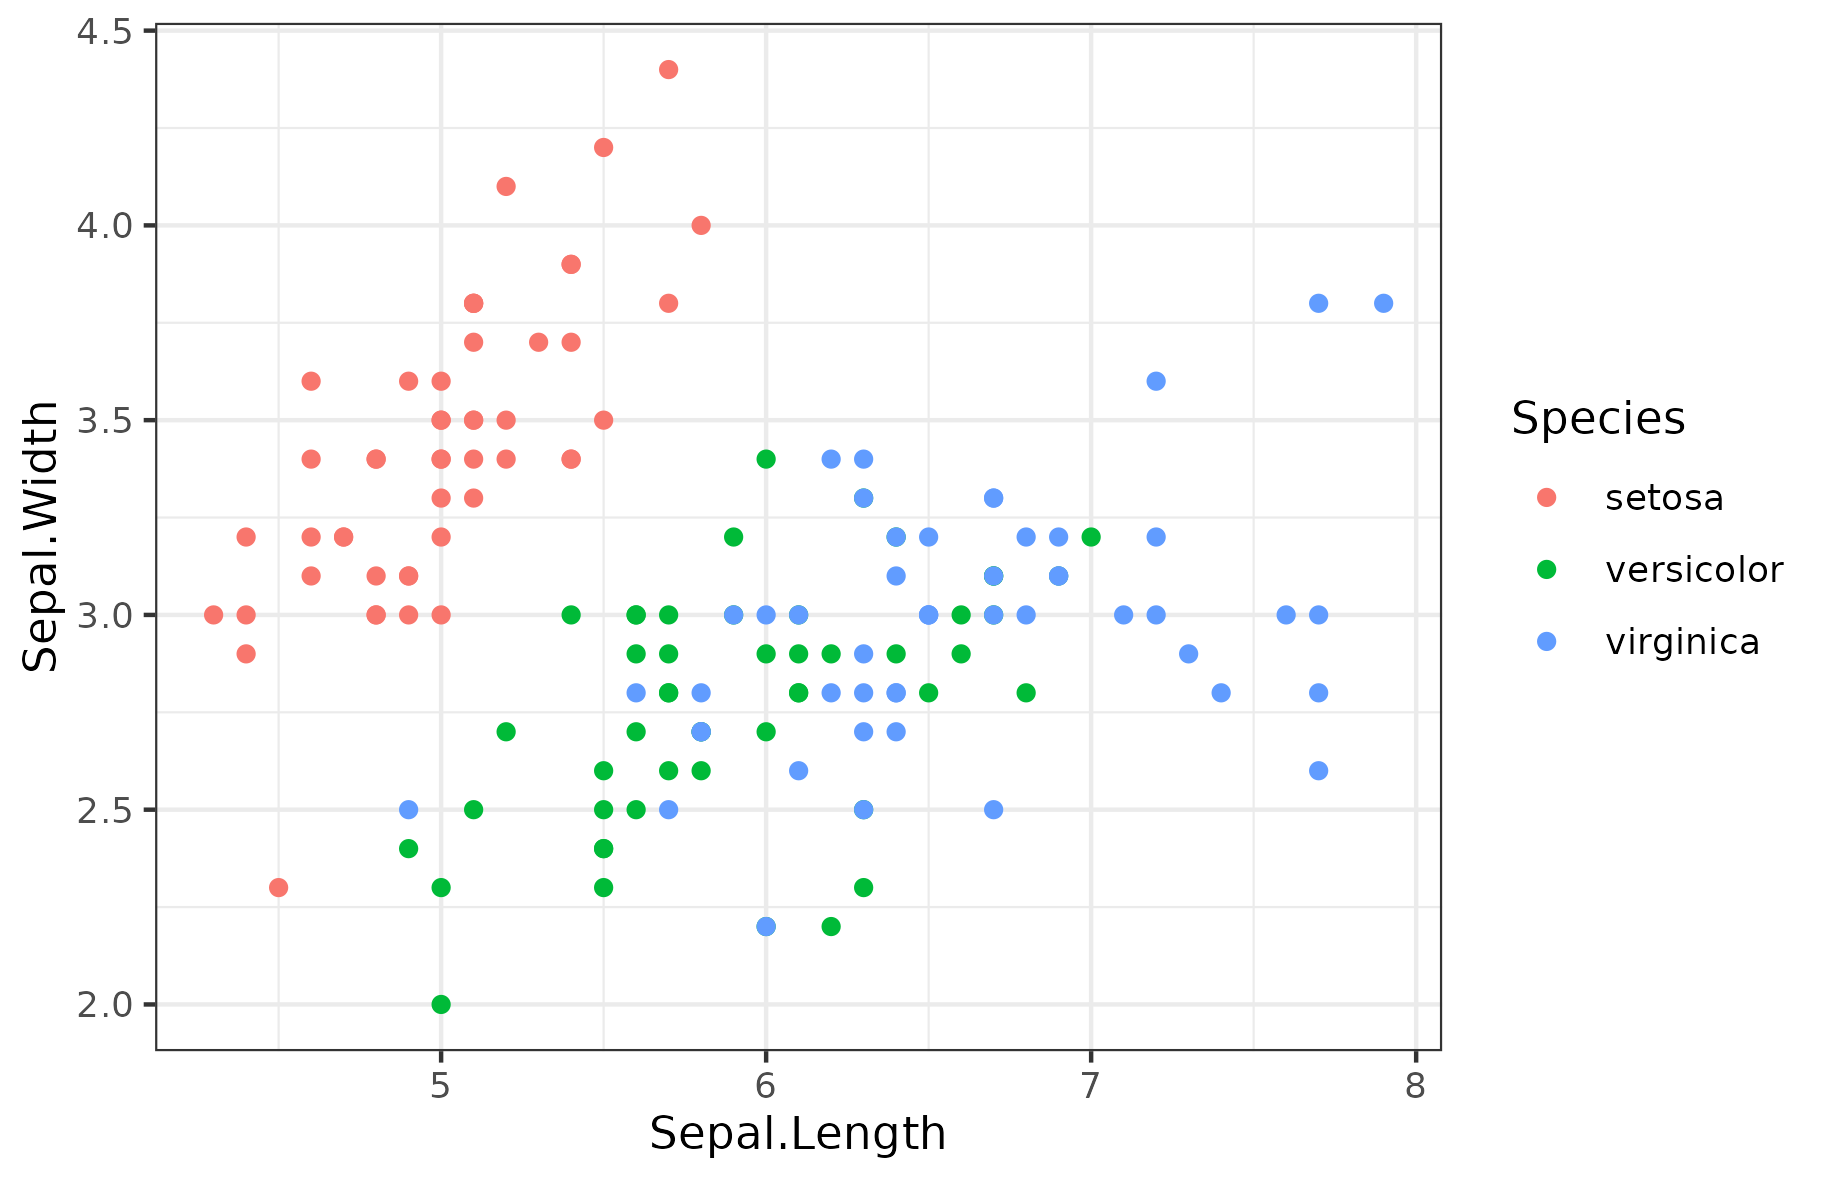 4.5
4.0
3.5
3.0
2.5
2.0
Sepal.Width
5 6 7 8
Sepal.Length
Species
setosa
versicolor
virginica